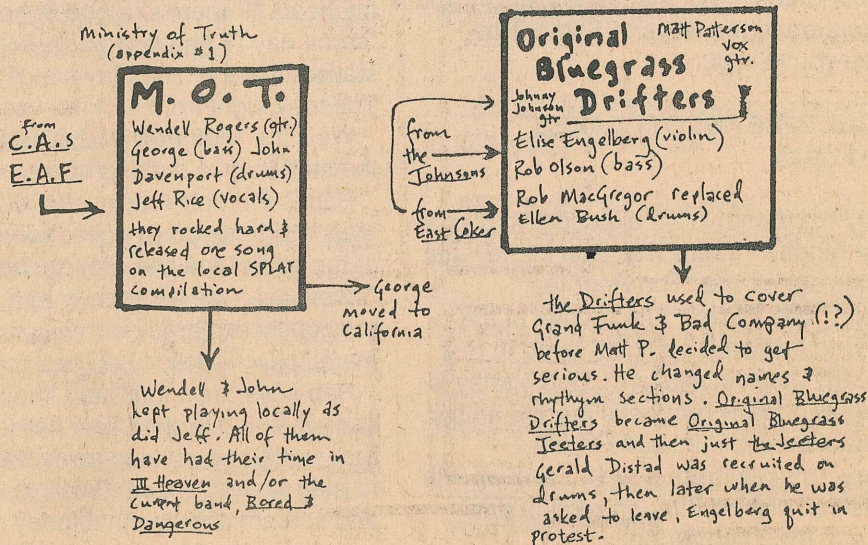 Ministry of Truth
(appendix #1)
M. O. T.
Wendell Rogers (gtr.)
George (bass) John
Davenport (drums)
Jeff Rice (vocals)
they rocked hard &
released one song
on the local SPLAT
compilation
from
C.A.S
E.A.F
George
moved to
California
Wendell & John
kept playing locally as
did Jeff. All of them
have had their time in
III Heaven and/or the
current band, Bored &
Dangerous
Original
Bluegrass
Drifters
Matt Patterson
vox
gtr.
Johnny
Johnson
gtr
Elise Engelberg (violin)
Rob Olson (bass)
Rob MacGregor replaced
Ellen Bush (drums)
from
the
Johnsons
from
East Coker
the Drifters used to cover
Grand Funk & Bad Company (!?)
before Matt P. decided to get
serious. He changed names &
rhythym sections. Original Bluegrass
Drifters became Original Bluegrass
Jeeters and then just the Jeeters
Gerald Distad was recruited on
drums, then later when he was
asked to leave, Engelberg quit in
protest.